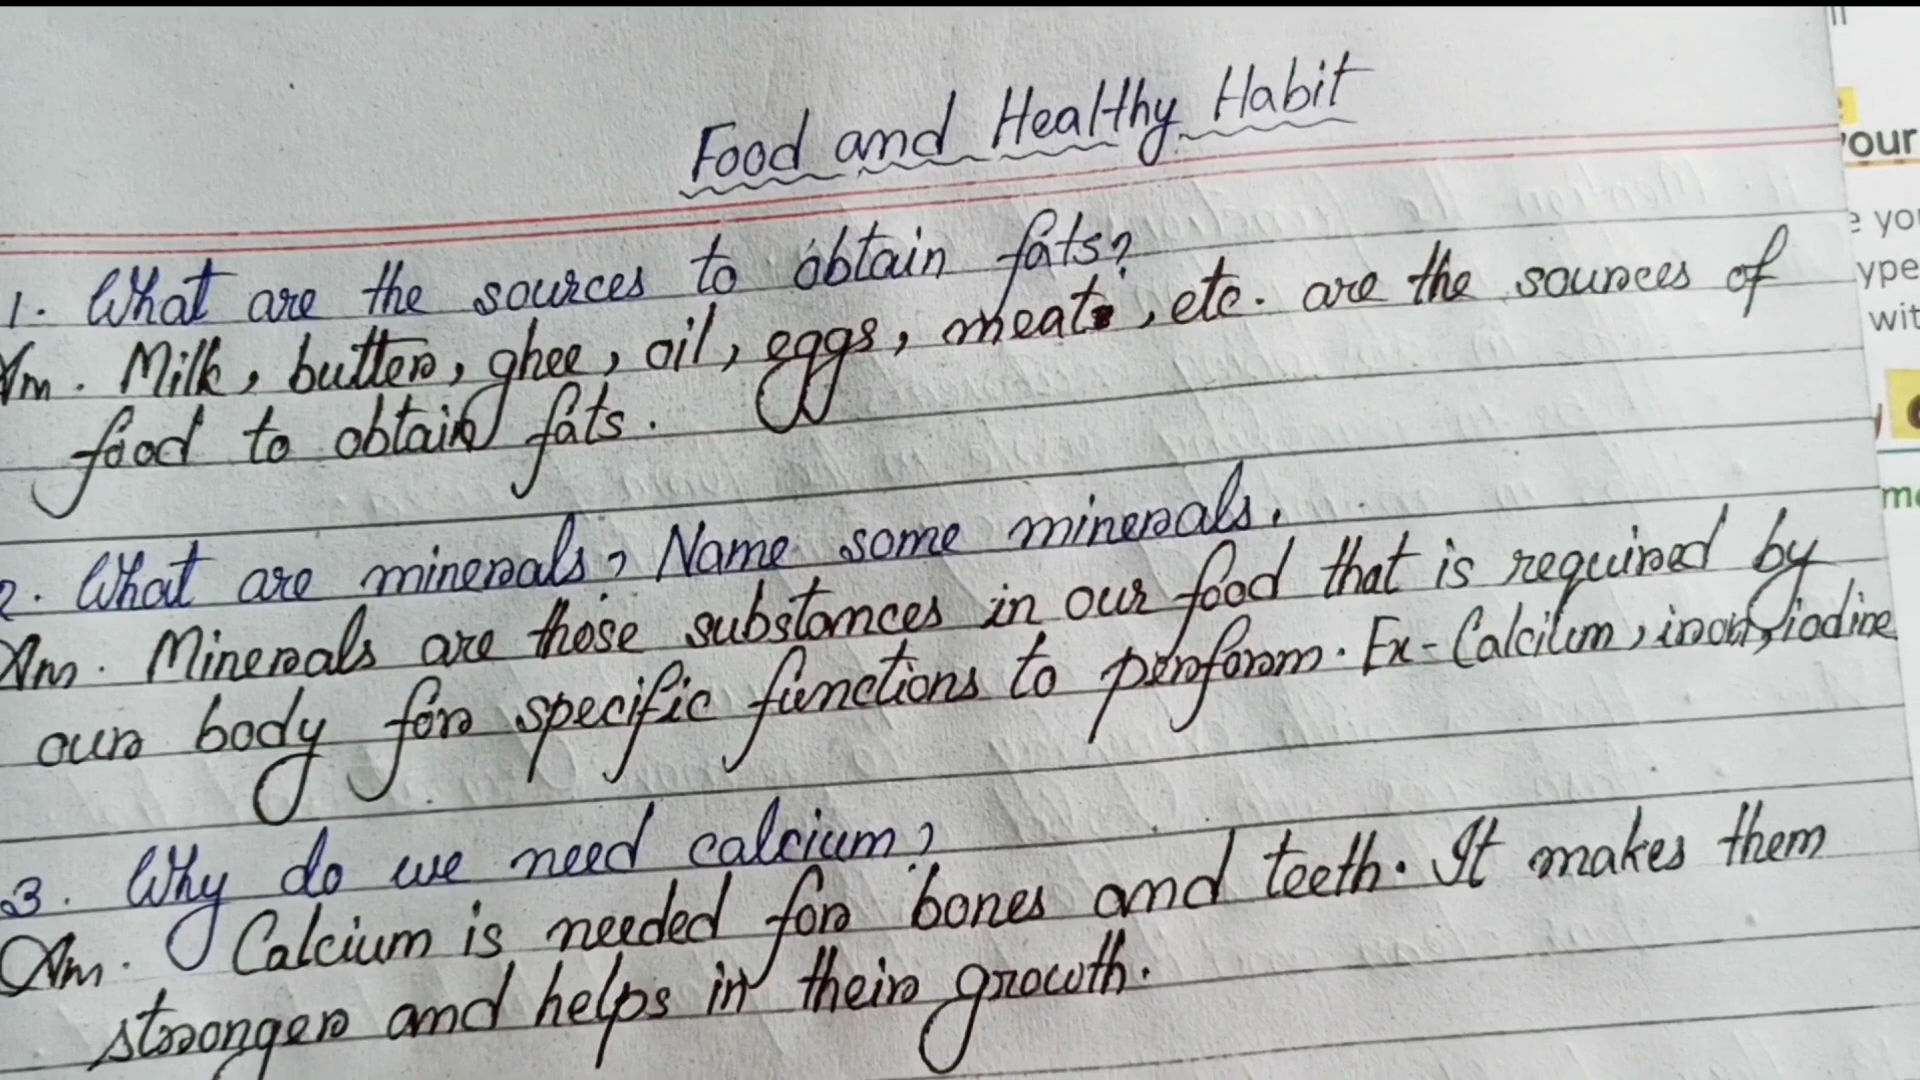 Food and Healthy Habit
1. What are the sources to obtain fats?
Ans. Milk, butter, ghee, oil, eggs, meat, etc. are the sources of
food to obtain fats.
2. What are minerals? Name some minerals.
Ans. Minerals are those substances in our food that is required by
our body for specific functions to perform. Ex- Calcium, iron, iodine
3. Why do we need calcium?
Ans. Calcium is needed for bones and teeth. It makes them
stronger and helps in their growth.
your
e you
ype
wit